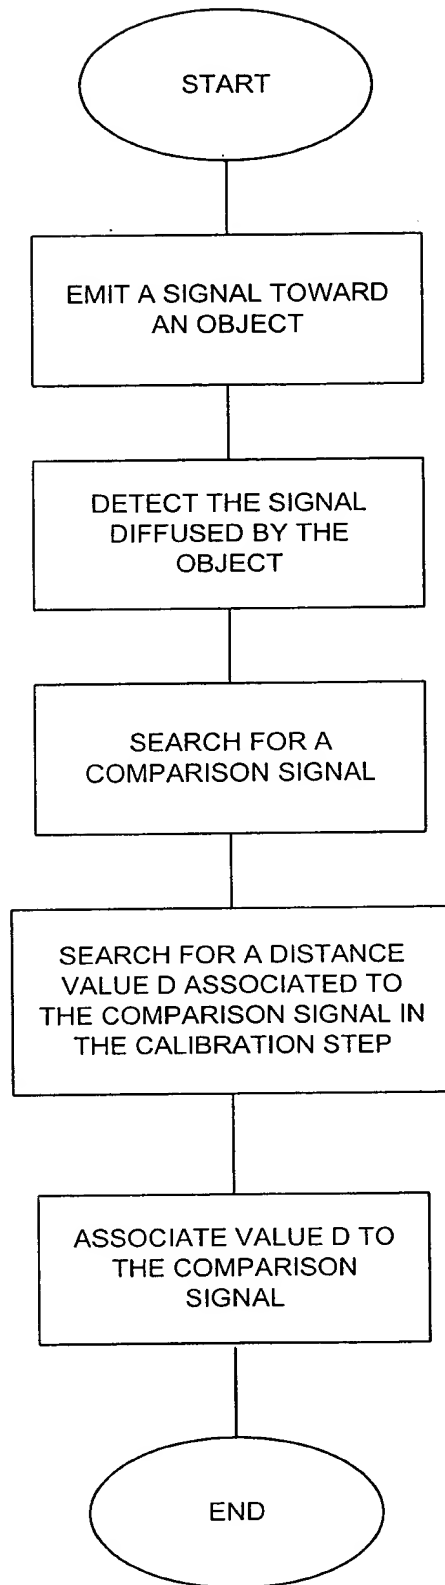 START
EMIT A SIGNAL TOWARD
AN OBJECT
DETECT THE SIGNAL
DIFFUSED BY THE
OBJECT
SEARCH FOR A
COMPARISON SIGNAL
SEARCH FOR A DISTANCE
VALUE D ASSOCIATED TO
THE COMPARISON SIGNAL IN
THE CALIBRATION STEP
ASSOCIATE VALUE D TO
THE COMPARISON
SIGNAL
END